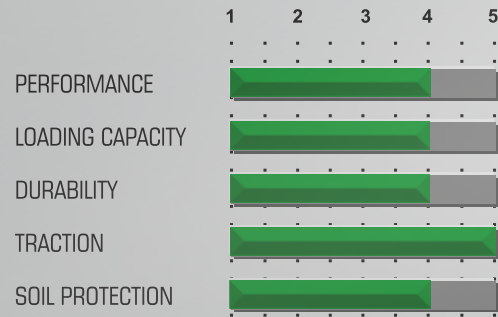 1 2 3 4 5
PERFORMANCE
LOADING CAPACITY
DURABILITY
TRACTION
SOIL PROTECTION